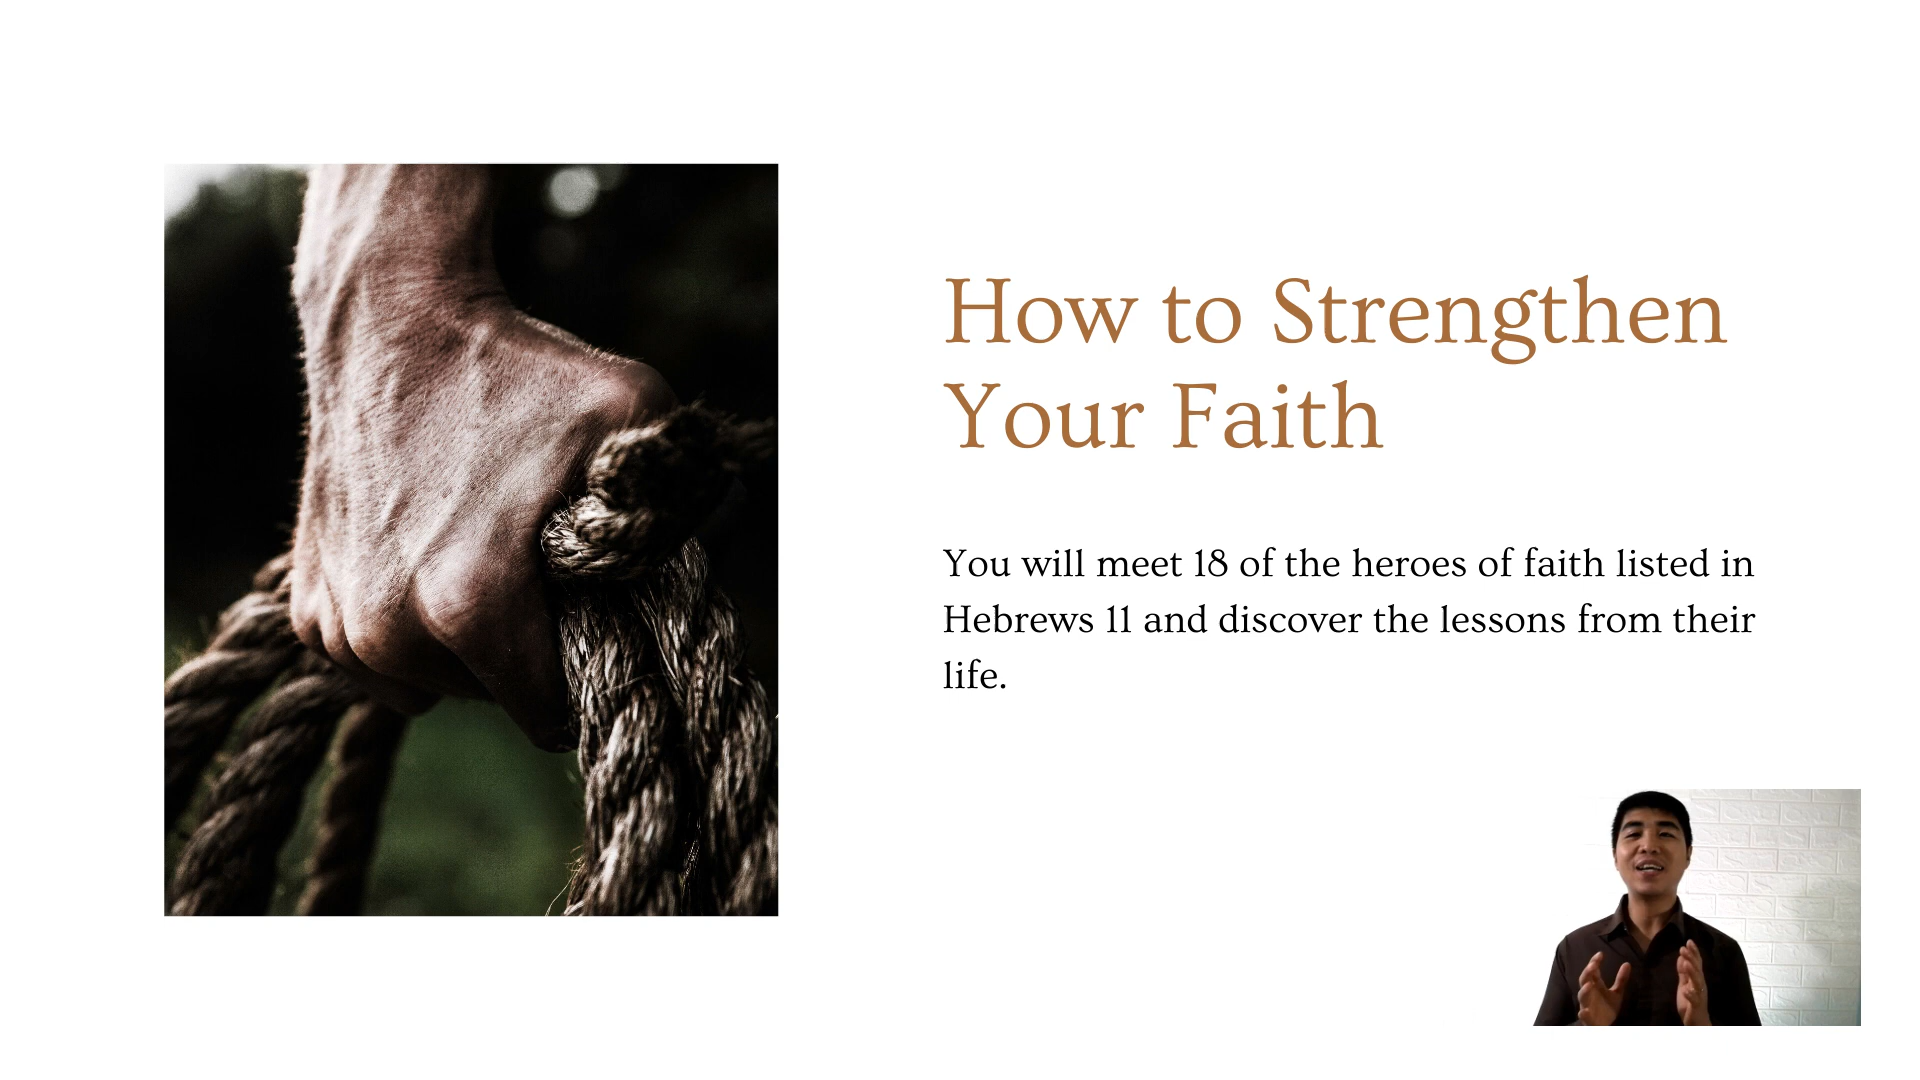 How to Strengthen
Your Faith
You will meet 18 of the heroes of faith listed in
Hebrews 11 and discover the lessons from their
life.